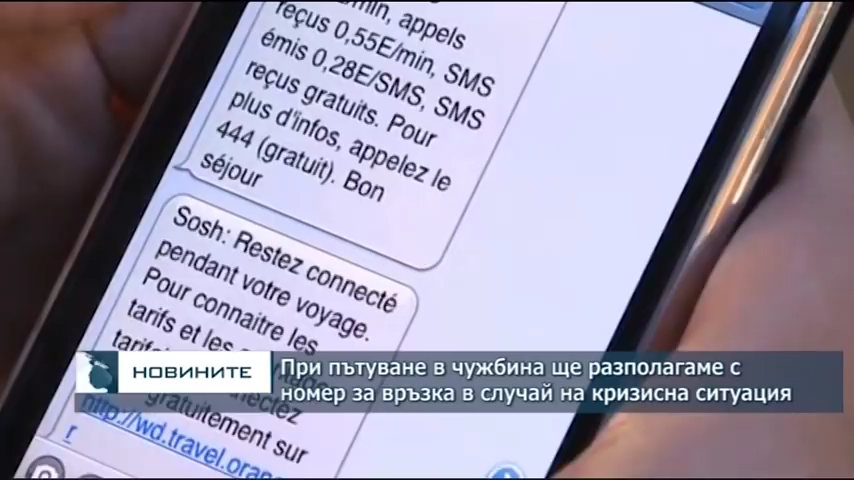 min, appels
reçus 0,55E/min, SMS
émis 0,28E/SMS, SMS
reçus gratuits. Pour
plus d'infos, appelez le
444 (gratuit). Bon
séjour
Sosh: Restez connecté
pendant votre voyage.
Pour connaitre les
tarifs et les
gratuitement sur
http://wd.travel.oran
r
НОВИНИТЕ
При пътуване в чужбина ще разполагаме с
номер за връзка в случай на кризисна ситуация